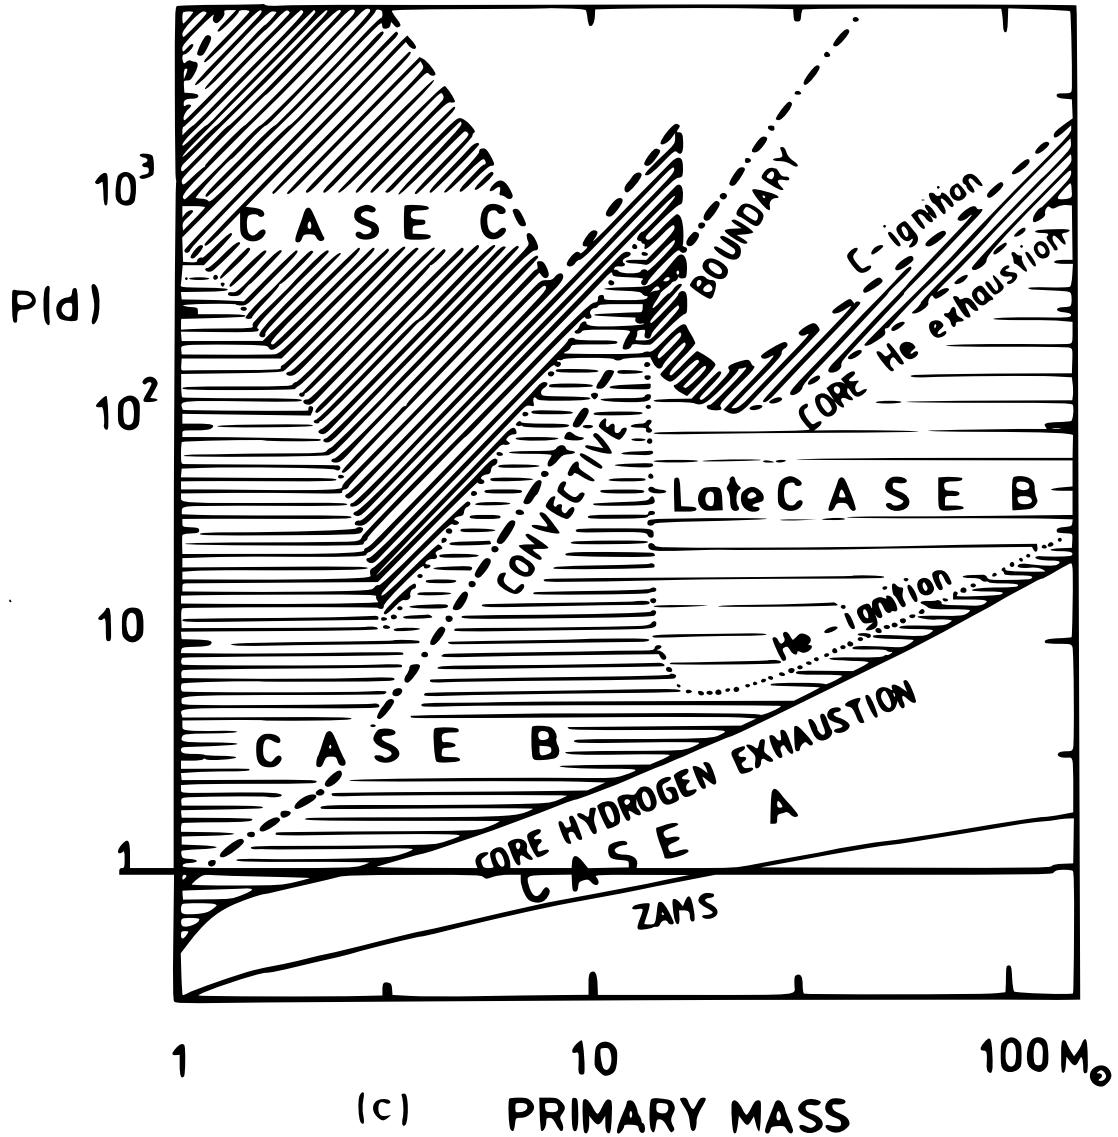 10³
CASE C
BOUNDARY
C-ignition
P(d)
CORE He exhaustion
10²
CONVECTIVE
Late CASE B
10
He-ignition
CASE B
CORE HYDROGEN EXHAUSTION
1
CASE A
ZAMS
1 10 100 M☉
(c) PRIMARY MASS